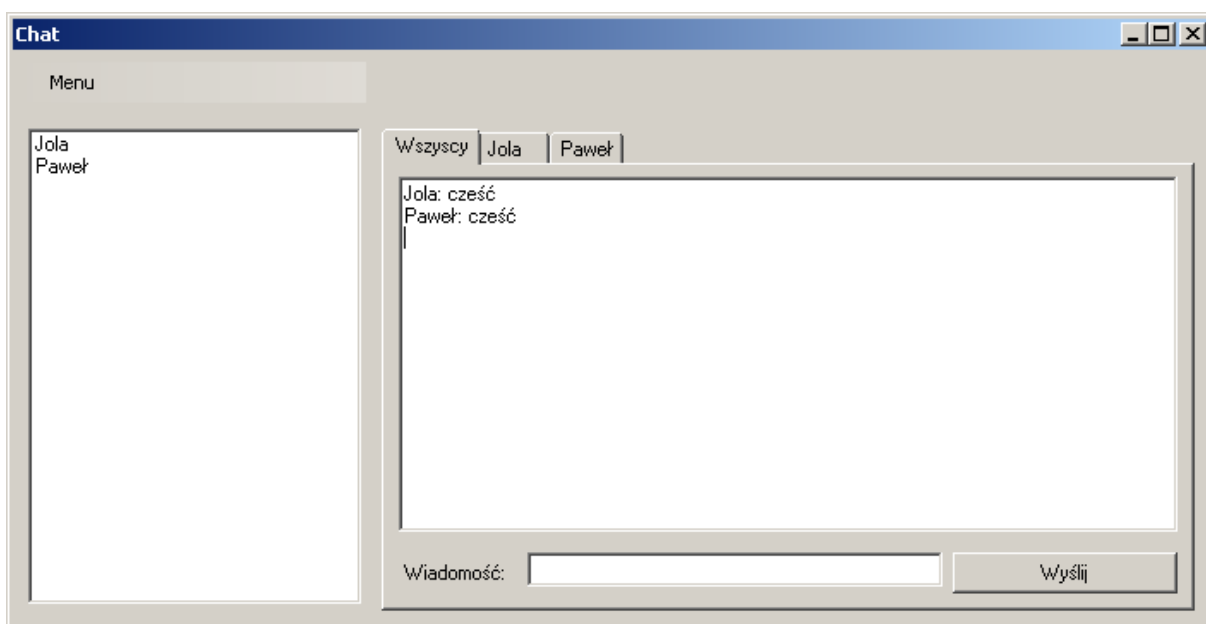 Chat
Menu
Jola
Paweł
Wszyscy Jola Paweł
Jola: cześć
Paweł: cześć
Wiadomość: Wyślij